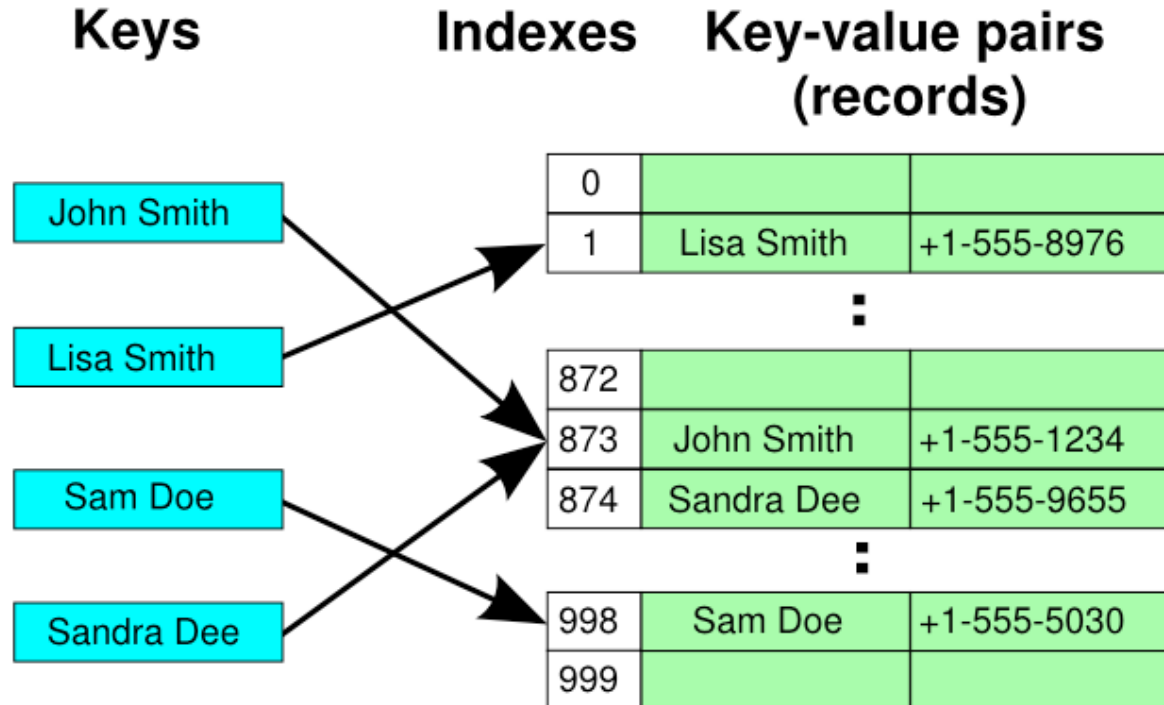 Keys
Indexes
Key-value pairs
(records)
John Smith
Lisa Smith
Sam Doe
Sandra Dee
0
1 Lisa Smith +1-555-8976
:
872
873 John Smith +1-555-1234
874 Sandra Dee +1-555-9655
:
998 Sam Doe +1-555-5030
999